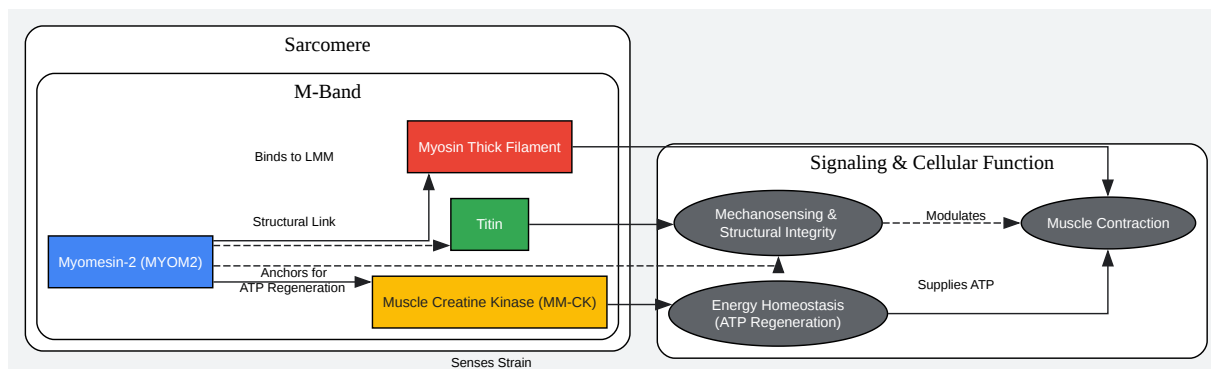 Sarcomere
M-Band
Myosin Thick Filament
Binds to LMM
Signaling & Cellular Function
Structural Link
Titin
Mechanosensing &
Structural Integrity
Modulates
Muscle Contraction
Myomesin-2 (MYOM2)
Anchors for
ATP Regeneration
Muscle Creatine Kinase (MM-CK)
Energy Homeostasis
(ATP Regeneration)
Supplies ATP
Senses Strain